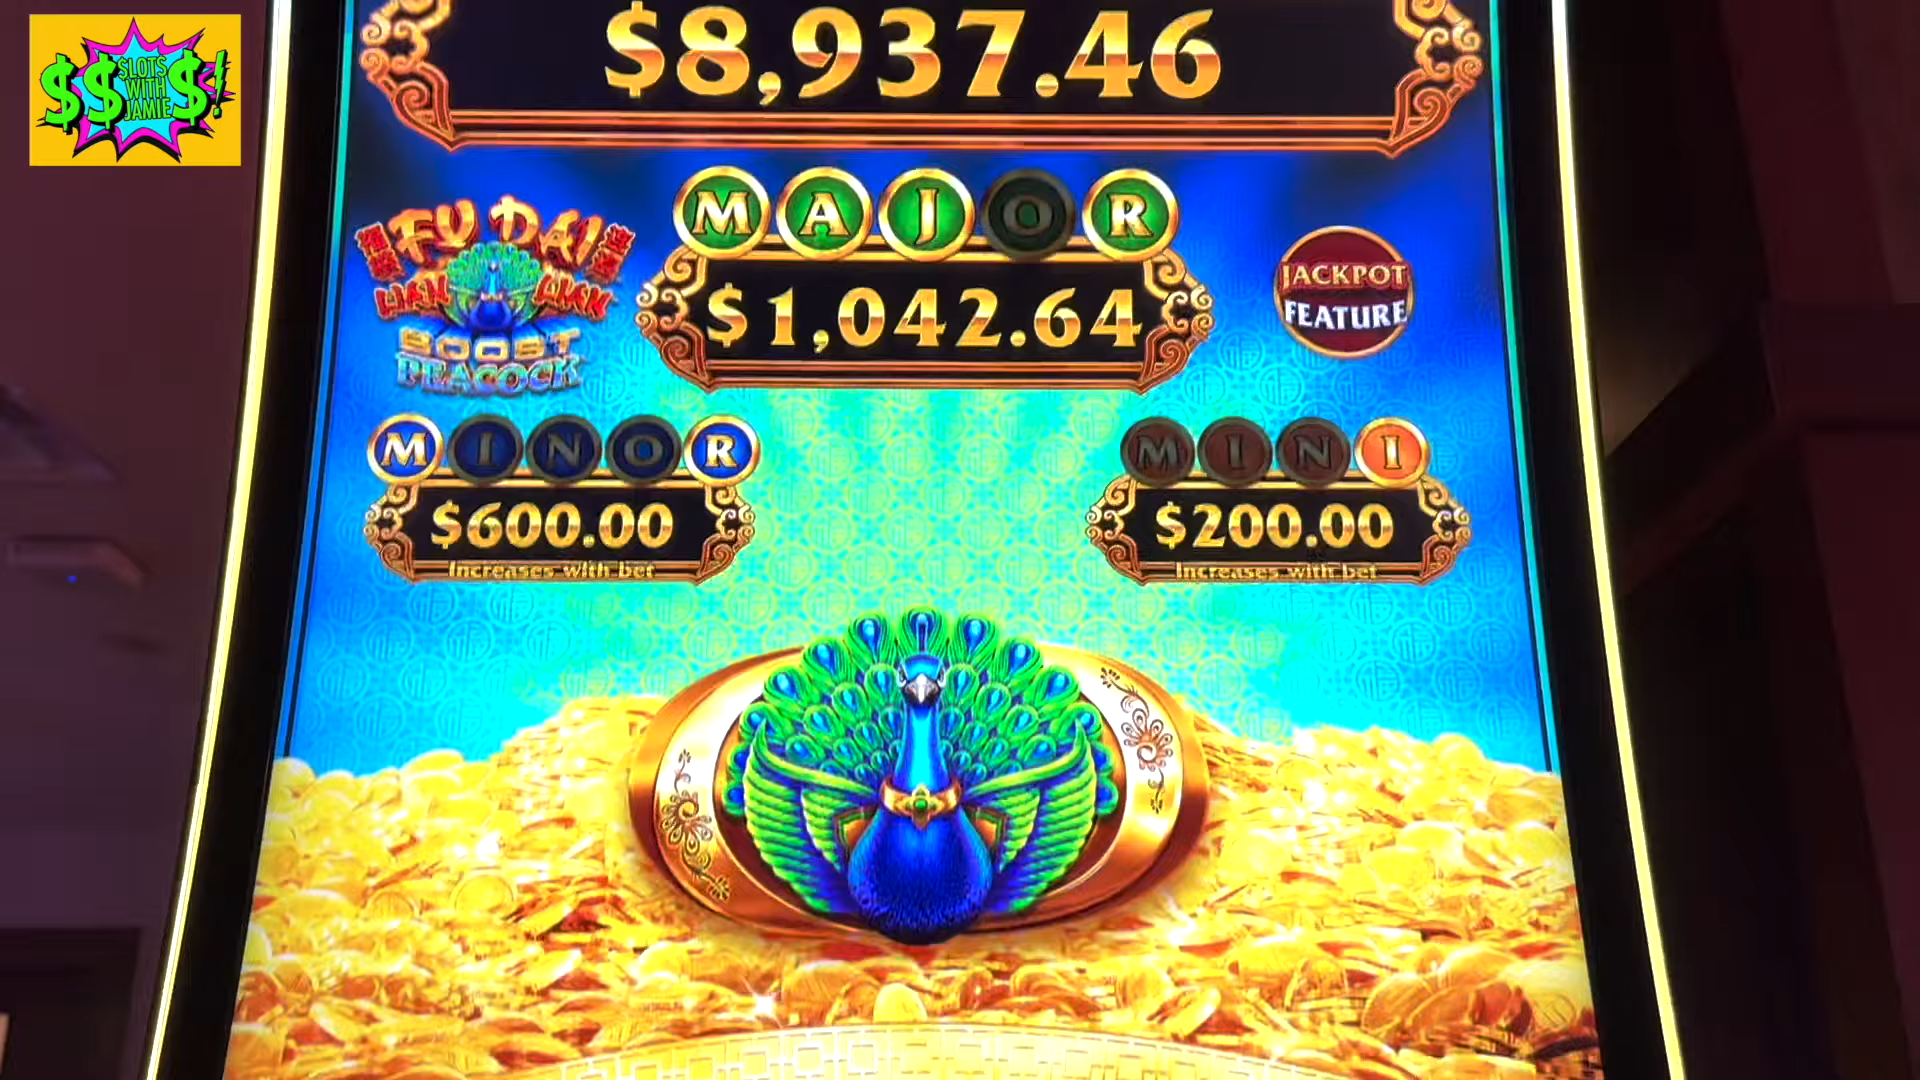 $$ SLOTS WITH JAMIE $!
$8,937.46
MAJOR
$1,042.64
FU DAI
LIAN LIAN
BOOST
PEACOCK
JACKPOT
FEATURE
MINOR
$600.00
Increases with bet
MINI
$200.00
Increases with bet